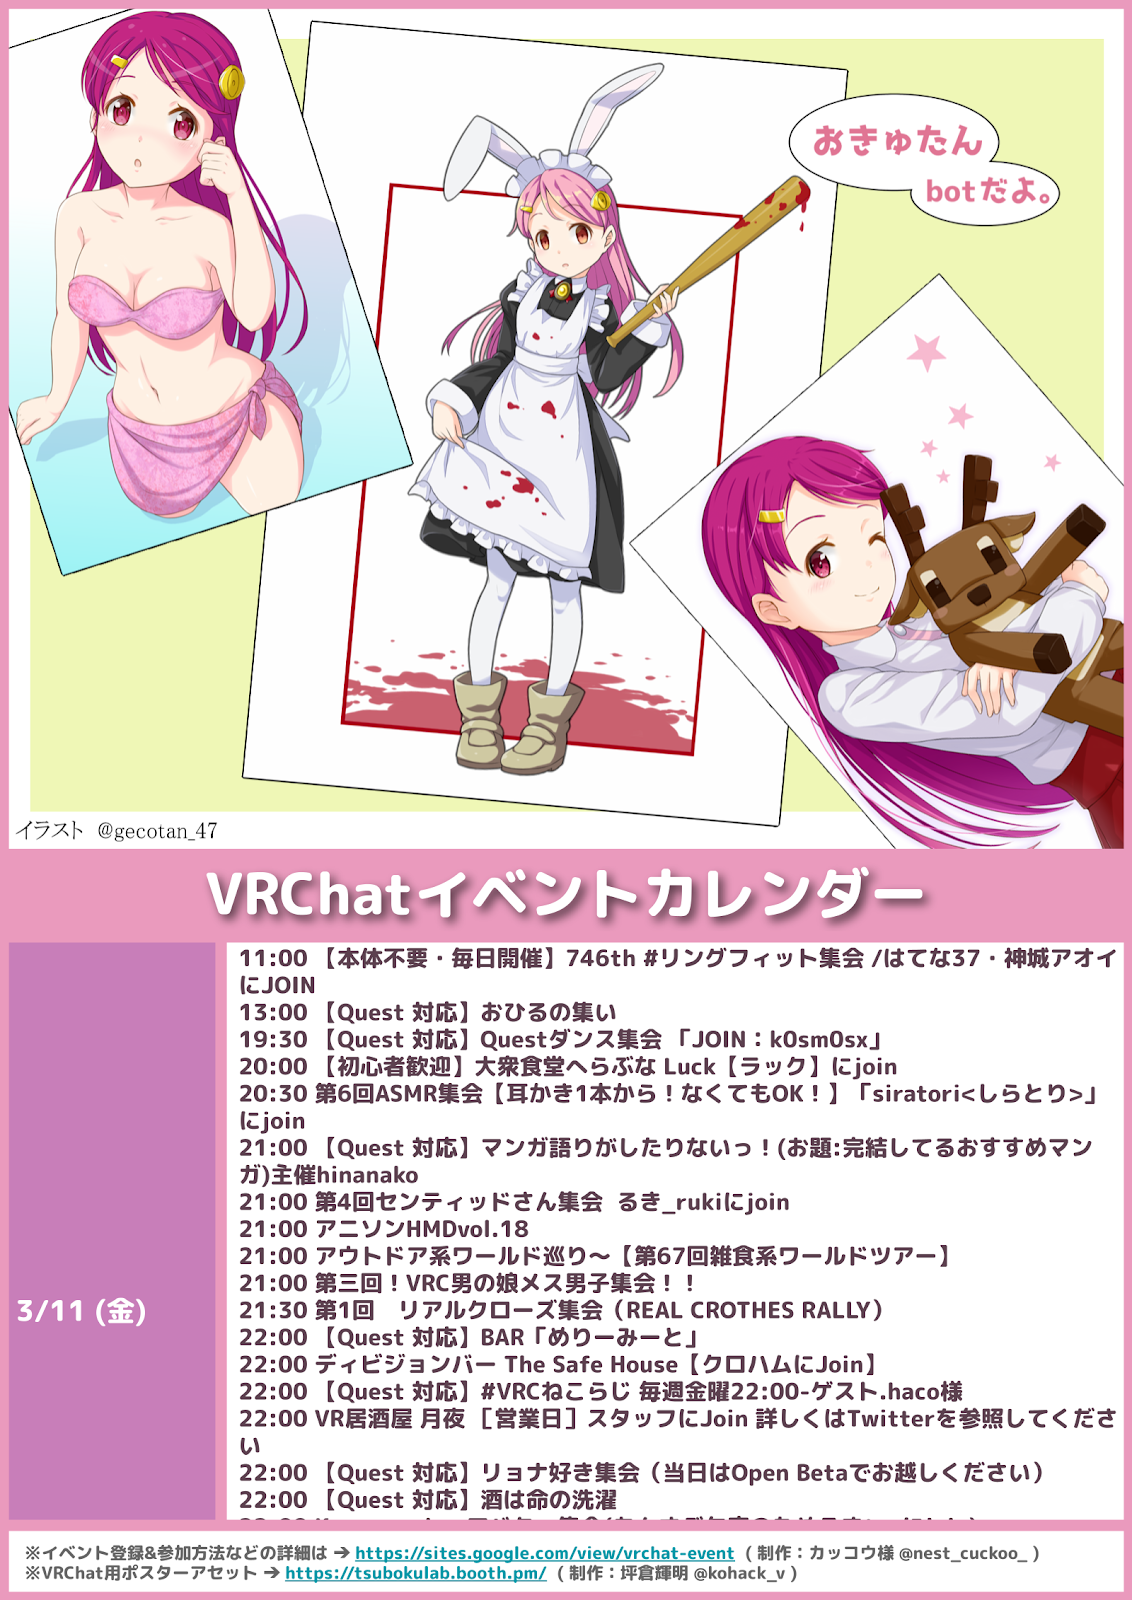 おきゅたん
botだよ。
イラスト @gecotan_47
VRChatイベントカレンダー
3/11 (金)
11:00 【本体不要・毎日開催】746th #リングフィット集会 /はてな37・神城アオイ
にJOIN
13:00 【Quest 対応】おひるの集い
19:30 【Quest 対応】Questダンス集会 「JOIN：k0sm0sx」
20:00 【初心者歓迎】大衆食堂へらぶな Luck【ラック】にjoin
20:30 第6回ASMR集会【耳かき1本から！なくてもOK！】「siratori<しらとり>」
にjoin
21:00 【Quest 対応】マンガ語りがしたりないっ！(お題:完結してるおすすめマン
ガ)主催hinanako
21:00 第4回センティッドさん集会 るき_rukiにjoin
21:00 アニソンHMDvol.18
21:00 アウトドア系ワールド巡り～【第67回雑食系ワールドツアー】
21:00 第三回！VRC男の娘メス男子集会！！
21:30 第1回　リアルクローズ集会（REAL CROTHES RALLY）
22:00 【Quest 対応】BAR「めりーみーと」
22:00 ディビジョンバー The Safe House【クロハムにJoin】
22:00 【Quest 対応】#VRCねこらじ 毎週金曜22:00-ゲスト.haco様
22:00 VR居酒屋 月夜 ［営業日］スタッフにJoin 詳しくはTwitterを参照してくださ
い
22:00 【Quest 対応】リョナ好き集会（当日はOpen Betaでお越しください）
22:00 【Quest 対応】酒は命の洗濯
※イベント登録&参加方法などの詳細は ➔ https://sites.google.com/view/vrchat-event ( 制作：カッコウ様 @nest_cuckoo_ )
※VRChat用ポスターアセット ➔ https://tsubokulab.booth.pm/ ( 制作：坪倉輝明 @kohack_v )